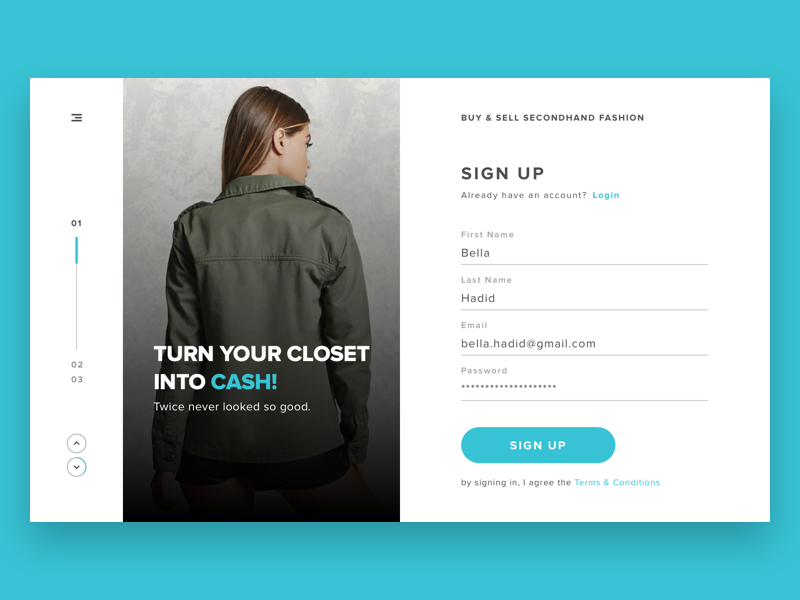 01
02
03
TURN YOUR CLOSET
INTO CASH!
Twice never looked so good.
BUY & SELL SECONDHAND FASHION
SIGN UP
Already have an account? Login
First Name
Bella
Last Name
Hadid
Email
bella.hadid@gmail.com
Password
••••••••••••••••••••
SIGN UP
by signing in, I agree the Terms & Conditions